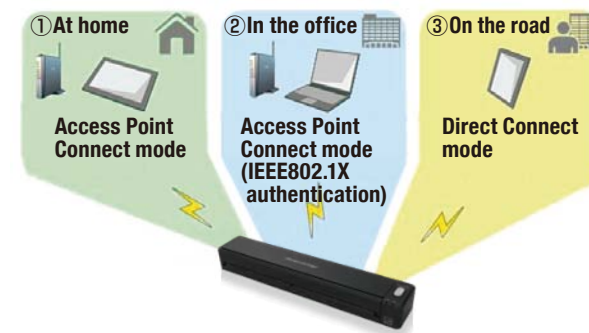 ①At home
Access Point
Connect mode
②In the office
Access Point
Connect mode
(IEEE802.1X
authentication)
③On the road
Direct Connect
mode